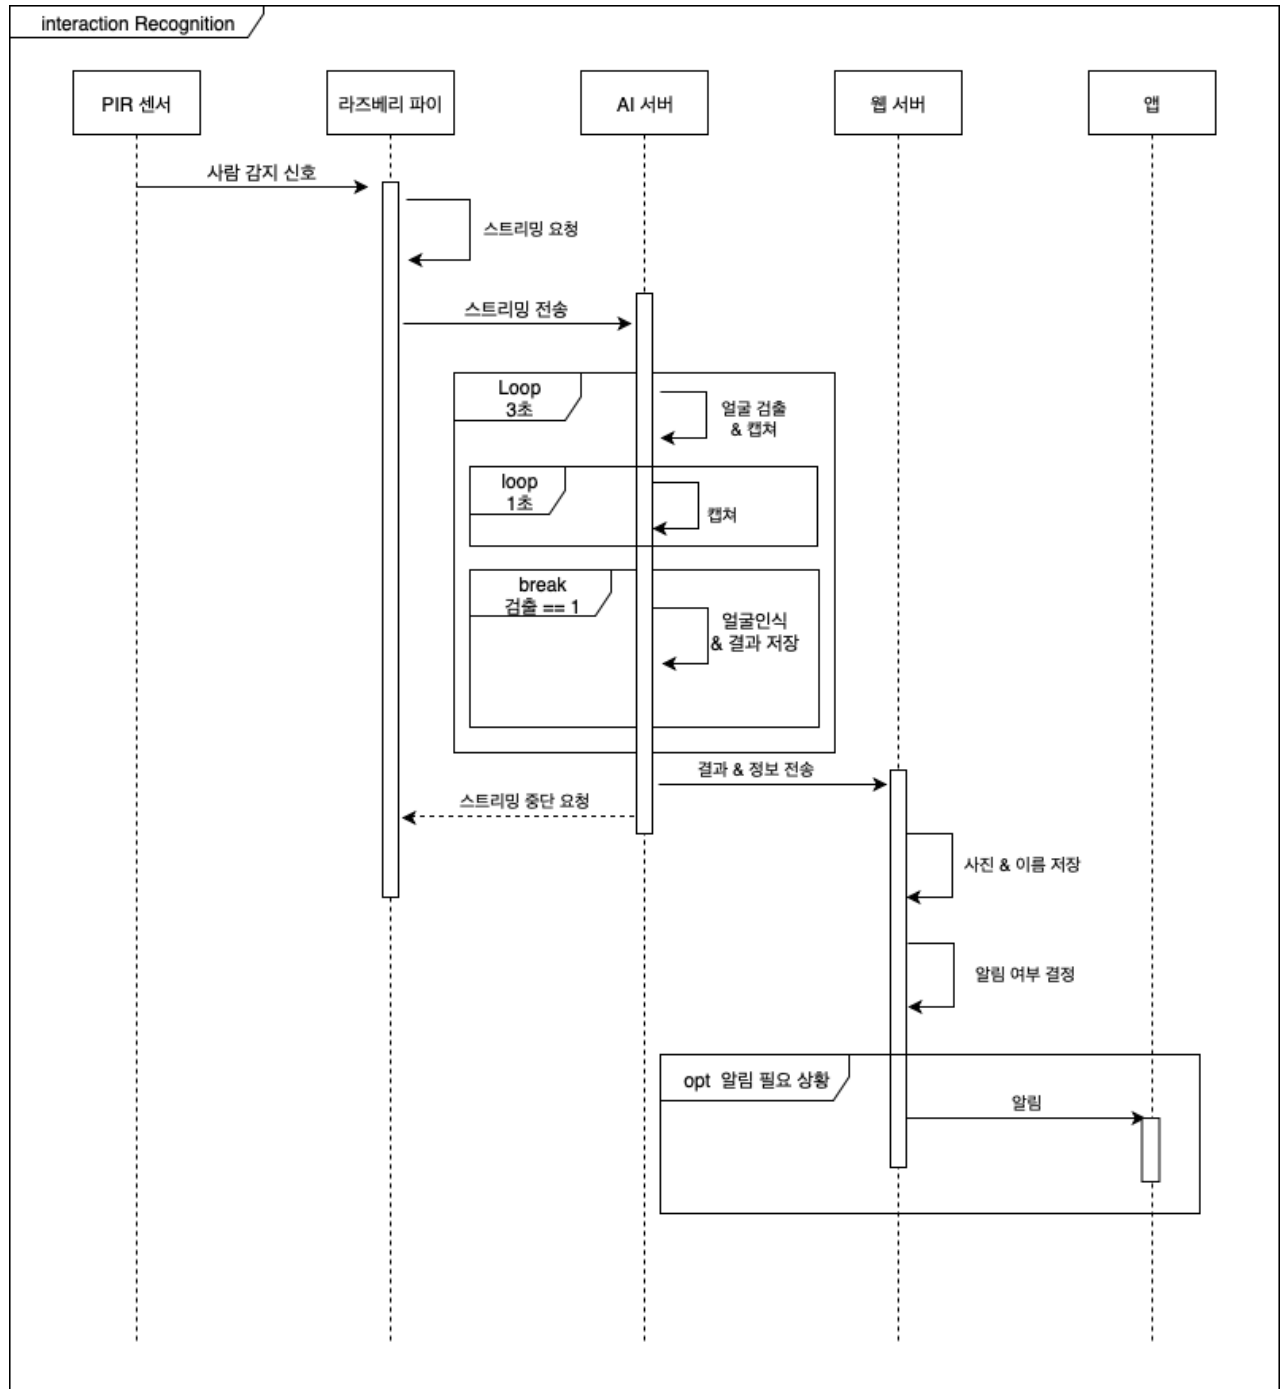 interaction Recognition
PIR 센서
라즈베리 파이
AI 서버
웹 서버
앱
사람 감지 신호
스트리밍 요청
스트리밍 전송
Loop
3초
얼굴 검출
& 캡쳐
loop
1초
캡쳐
break
검출 == 1
얼굴인식
& 결과 저장
결과 & 정보 전송
스트리밍 중단 요청
사진 & 이름 저장
알림 여부 결정
opt 알림 필요 상황
알림